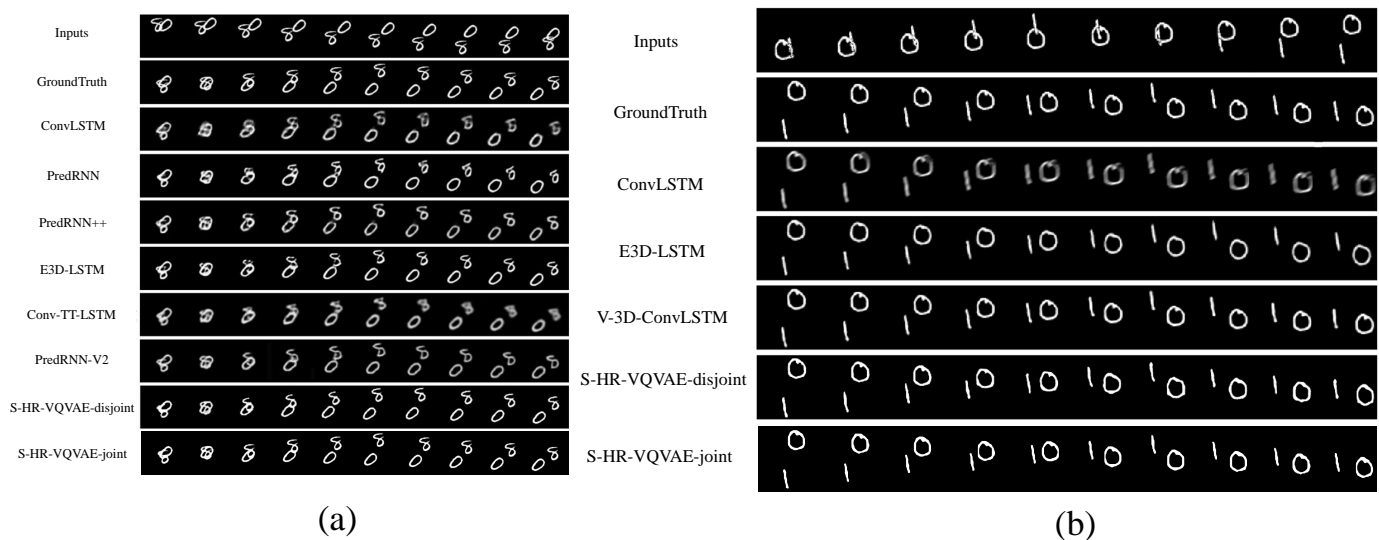 Inputs
GroundTruth
ConvLSTM
PredRNN
PredRNN++
E3D-LSTM
Conv-TT-LSTM
PredRNN-V2
S-HR-VQVAE-disjoint
S-HR-VQVAE-joint
(a)
Inputs
GroundTruth
ConvLSTM
E3D-LSTM
V-3D-ConvLSTM
S-HR-VQVAE-disjoint
S-HR-VQVAE-joint
(b)